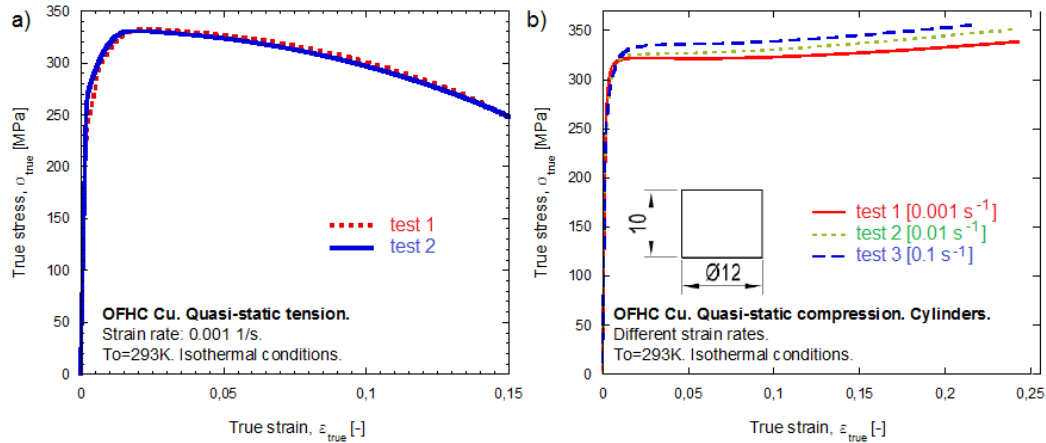 a)
True stress, σtrue [MPa]
350
300
250
200
150
100
50
0
test 1
test 2
OFHC Cu. Quasi-static tension.
Strain rate: 0.001 1/s.
To=293K. Isothermal conditions.
0 0,05 0,1 0,15
True strain, εtrue [-]
b)
True stress, σtrue [MPa]
350
300
250
200
150
100
50
0
10
Ø12
test 1 [0.001 s⁻¹]
test 2 [0.01 s⁻¹]
test 3 [0.1 s⁻¹]
OFHC Cu. Quasi-static compression. Cylinders.
Different strain rates.
To=293K. Isothermal conditions.
0 0,05 0,1 0,15 0,2 0,25
True strain, εtrue [-]